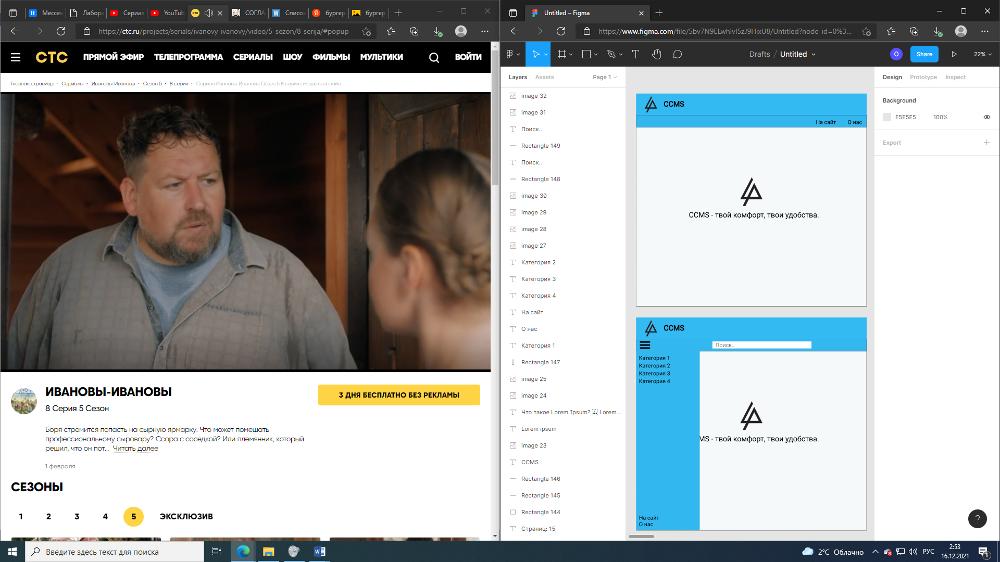 Мессен
Лабора
Сериал
YouTub
СОГЛА
Списо
бургер
бургер
Untitled – Figma
https://ctc.ru/projects/serials/ivanovy-ivanovy/video/5-sezon/8-serija/#popup
https://www.figma.com/file/5bv7N9ELwhlvI5zJ9HixU8/Untitled?node-id=0%3...
СТС
ПРЯМОЙ ЭФИР
ТЕЛЕПРОГРАММА
СЕРИАЛЫ
ШОУ
ФИЛЬМЫ
МУЛЬТИКИ
ВОЙТИ
Главная страница · Сериалы · Ивановы-Ивановы · Сезон 5 · 8 серия · Сериал Ивановы-Ивановы Сезон 5 8 серия смотреть онлайн
ИВАНОВЫ-ИВАНОВЫ
8 Серия 5 Сезон
3 ДНЯ БЕСПЛАТНО БЕЗ РЕКЛАМЫ
Боря стремится попасть на сырную ярмарку. Что может помешать
профессиональному сыровару? Ссора с соседкой? Или племянник, который
решил, что он пот... Читать далее
1 февраля
СЕЗОНЫ
1 2 3 4 5 ЭКСКЛЮЗИВ
Drafts / Untitled
O
Share
22%
Layers
Assets
Page 1
image 32
image 31
Поиск..
Rectangle 149
Поиск..
Rectangle 148
image 30
image 29
image 28
image 27
Категория 2
Категория 3
Категория 4
На сайт
О нас
Категория 1
Rectangle 147
image 25
image 24
Что такое Lorem Ipsum? Lorem...
Lorem ipsum
image 23
CCMS
Rectangle 146
Rectangle 145
Rectangle 144
Страниц: 15
CCMS
На сайт О нас
CCMS - твой комфорт, твои удобства.
CCMS
Поиск..
Категория 1
Категория 2
Категория 3
Категория 4
MS - твой комфорт, твои удобства.
На сайт
О нас
Design
Prototype
Inspect
Background
E5E5E5 100%
Export
?
Введите здесь текст для поиска
2°C Облачно
РУС
2:53
16.12.2021
1